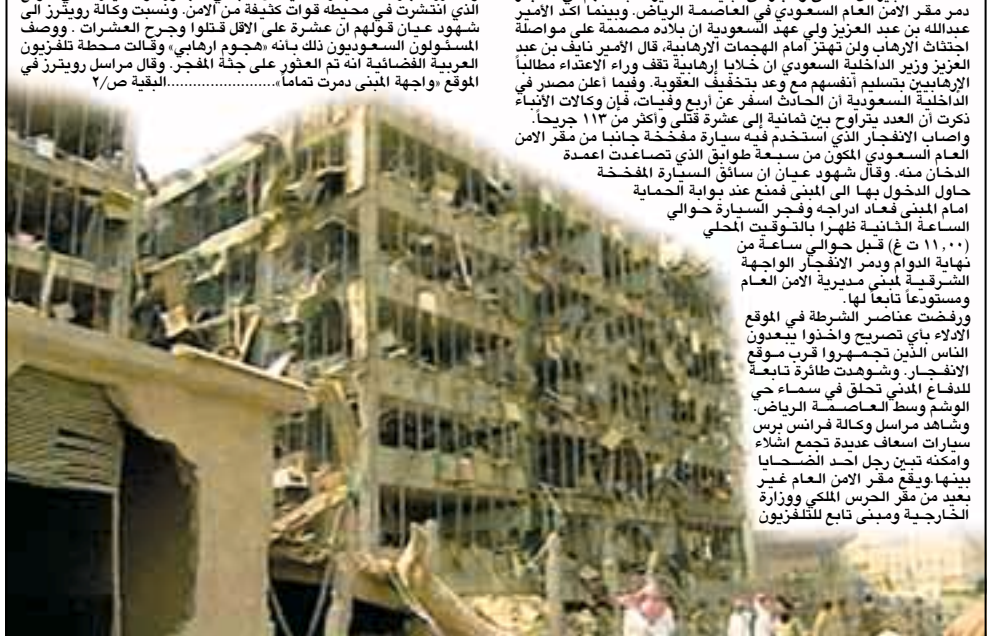 دمر مقر الامن العام السعودي في العاصمة الرياض. وبينما اكد الأمير
عبدالله بن عبد العزيز ولي عهد السعودية ان بلاده مصممة على مواصلة
اجتثاث الارهاب ولن تهتز أمام الهجمات الإرهابية، قال الأمير نايف بن عبد
العزيز وزير الداخلية السعودي ان خلايا إرهابية تقف وراء الاعتداء مطالباً
الإرهابيين بتسليم أنفسهم مع وعد بتخفيف العقوبة. وفيما أعلن مصدر في
الداخلية السعودية أن الحادث اسفر عن أربع وفيات، فإن وكالات الأنباء
ذكرت أن العدد يتراوح بين ثمانية إلى عشرة قتلى وأكثر من ١١٣ جريحاً.
واصاب الانفجار الذي استخدم فيه سيارة مفخخة جانبا من مقر الامن
العام السعودي المكون من سبعة طوابق الذي تصاعدت اعمدة
الدخان منه. وقال شهود عيان ان سائق السيارة المفخخة
حاول الدخول بها الى المبنى فمنع عند بوابة الحماية
امام المبنى فعاد ادراجه وفجر السيارة حوالي
الساعة الثانية ظهرا بالتوقيت المحلي
(١١,٠٠ ت غ) قبل حوالي ساعة من
نهاية الدوام ودمر الانفجار الواجهة
الشرقية لمبنى مديرية الامن العام
ومستودعاً تابعاً لها.
ورفضت عناصر الشرطة في الموقع
الادلاء بأي تصريح واخذوا يبعدون
الناس الذين تجمهروا قرب موقع
الانفجار. وشوهدت طائرة تابعة
للدفاع المدني تحلق في سماء حي
الوشم وسط العاصمة الرياض.
وشاهد مراسل وكالة فرانس برس
سيارات اسعاف عديدة تجمع اشلاء
وامكنه تبين رجل احد الضحايا
بينها.ويقع مقر الامن العام غير
بعيد من مقر الحرس الملكي ووزارة
الخارجية ومبنى تابع للتلفزيون
الذي انتشرت في محيطه قوات كثيفة من الامن. ونسبت وكالة رويترز الى
شهود عيان قولهم ان عشرة على الاقل قتلوا وجرح العشرات . ووصف
المسئولون السعوديون ذلك بأنه «هجوم ارهابي» وقالت محطة تلفزيون
العربية الفضائية انه تم العثور على جثة المفجر. وقال مراسل رويترز في
الموقع «واجهة المبنى دمرت تماماً»........................البقية ص/٢